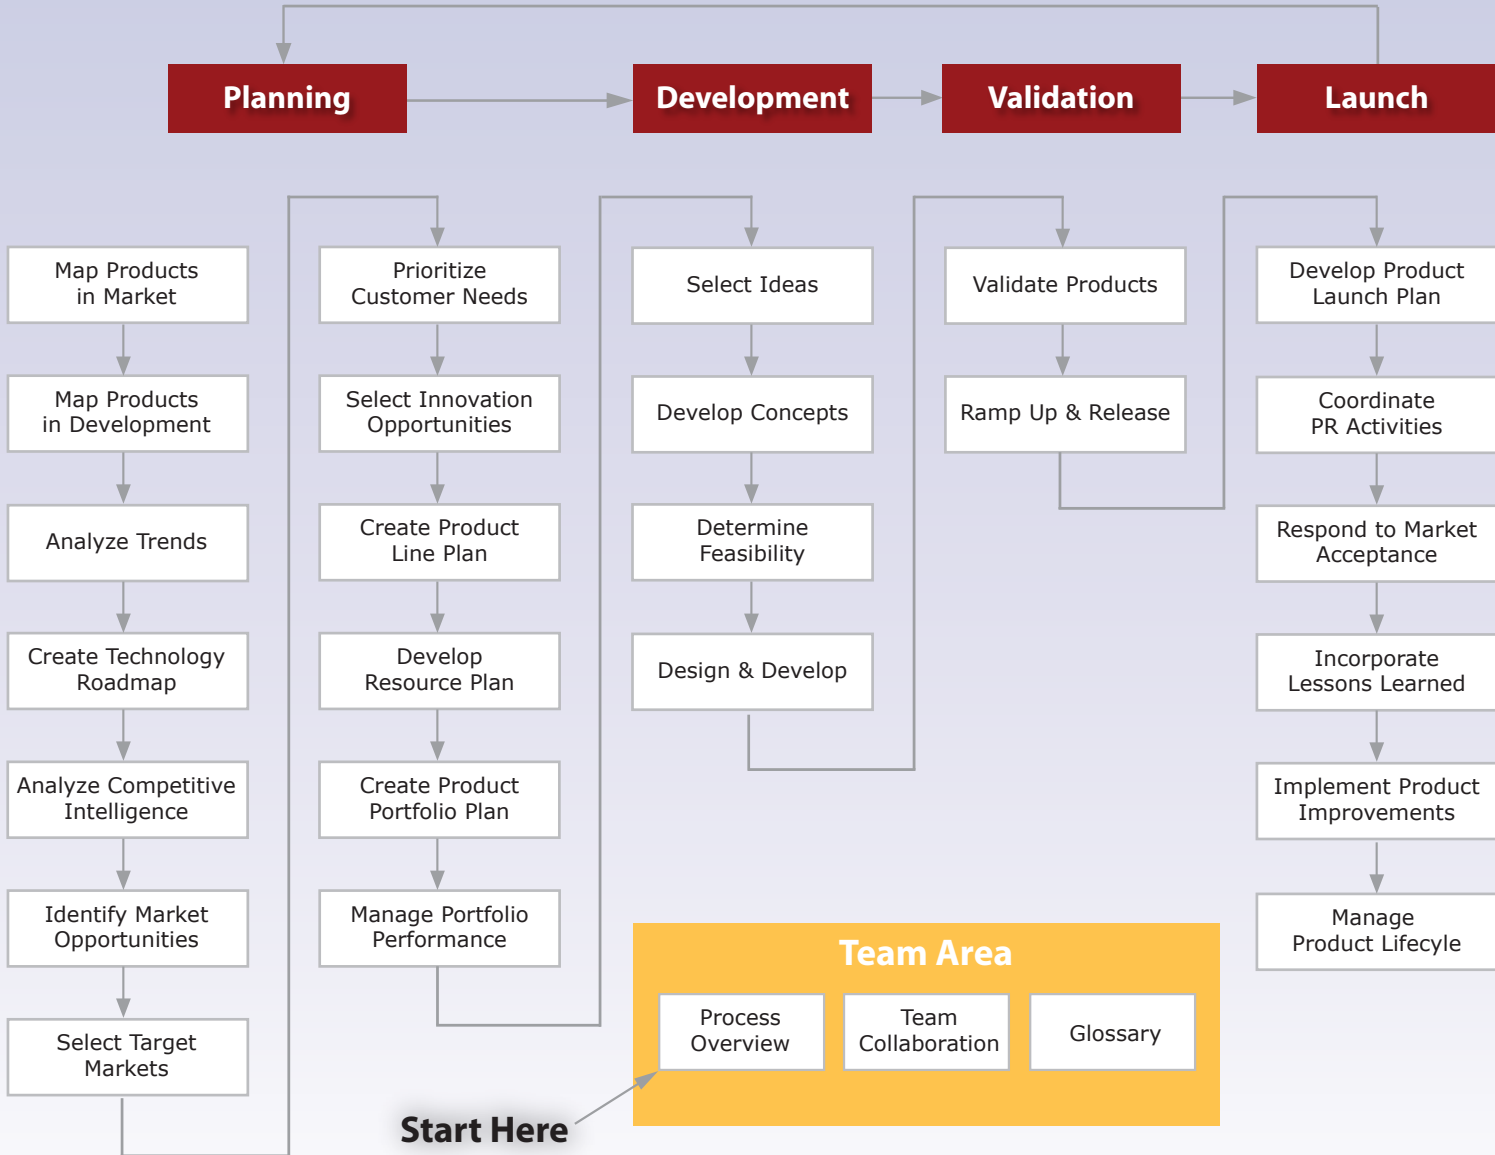 Planning
Development
Validation
Launch
Map Products
in Market
Map Products
in Development
Analyze Trends
Create Technology
Roadmap
Analyze Competitive
Intelligence
Identify Market
Opportunities
Select Target
Markets
Prioritize
Customer Needs
Select Innovation
Opportunities
Create Product
Line Plan
Develop
Resource Plan
Create Product
Portfolio Plan
Manage Portfolio
Performance
Select Ideas
Develop Concepts
Determine
Feasibility
Design & Develop
Validate Products
Ramp Up & Release
Develop Product
Launch Plan
Coordinate
PR Activities
Respond to Market
Acceptance
Incorporate
Lessons Learned
Implement Product
Improvements
Manage
Product Lifecyle
Team Area
Process
Overview
Team
Collaboration
Glossary
Start Here